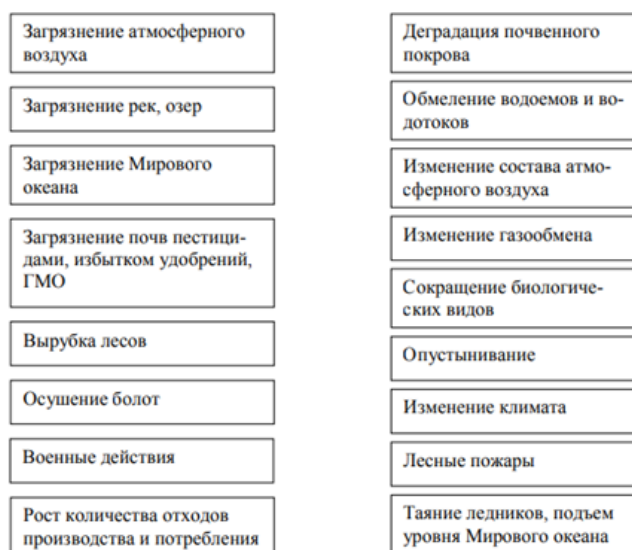 Загрязнение атмосферного
воздуха
Загрязнение рек, озер
Загрязнение Мирового
океана
Загрязнение почв пестици-
дами, избытком удобрений,
ГМО
Вырубка лесов
Осушение болот
Военные действия
Рост количества отходов
производства и потребления
Деградация почвенного
покрова
Обмеление водоемов и во-
дотоков
Изменение состава атмо-
сферного воздуха
Изменение газообмена
Сокращение биологиче-
ских видов
Опустынивание
Изменение климата
Лесные пожары
Таяние ледников, подъем
уровня Мирового океана